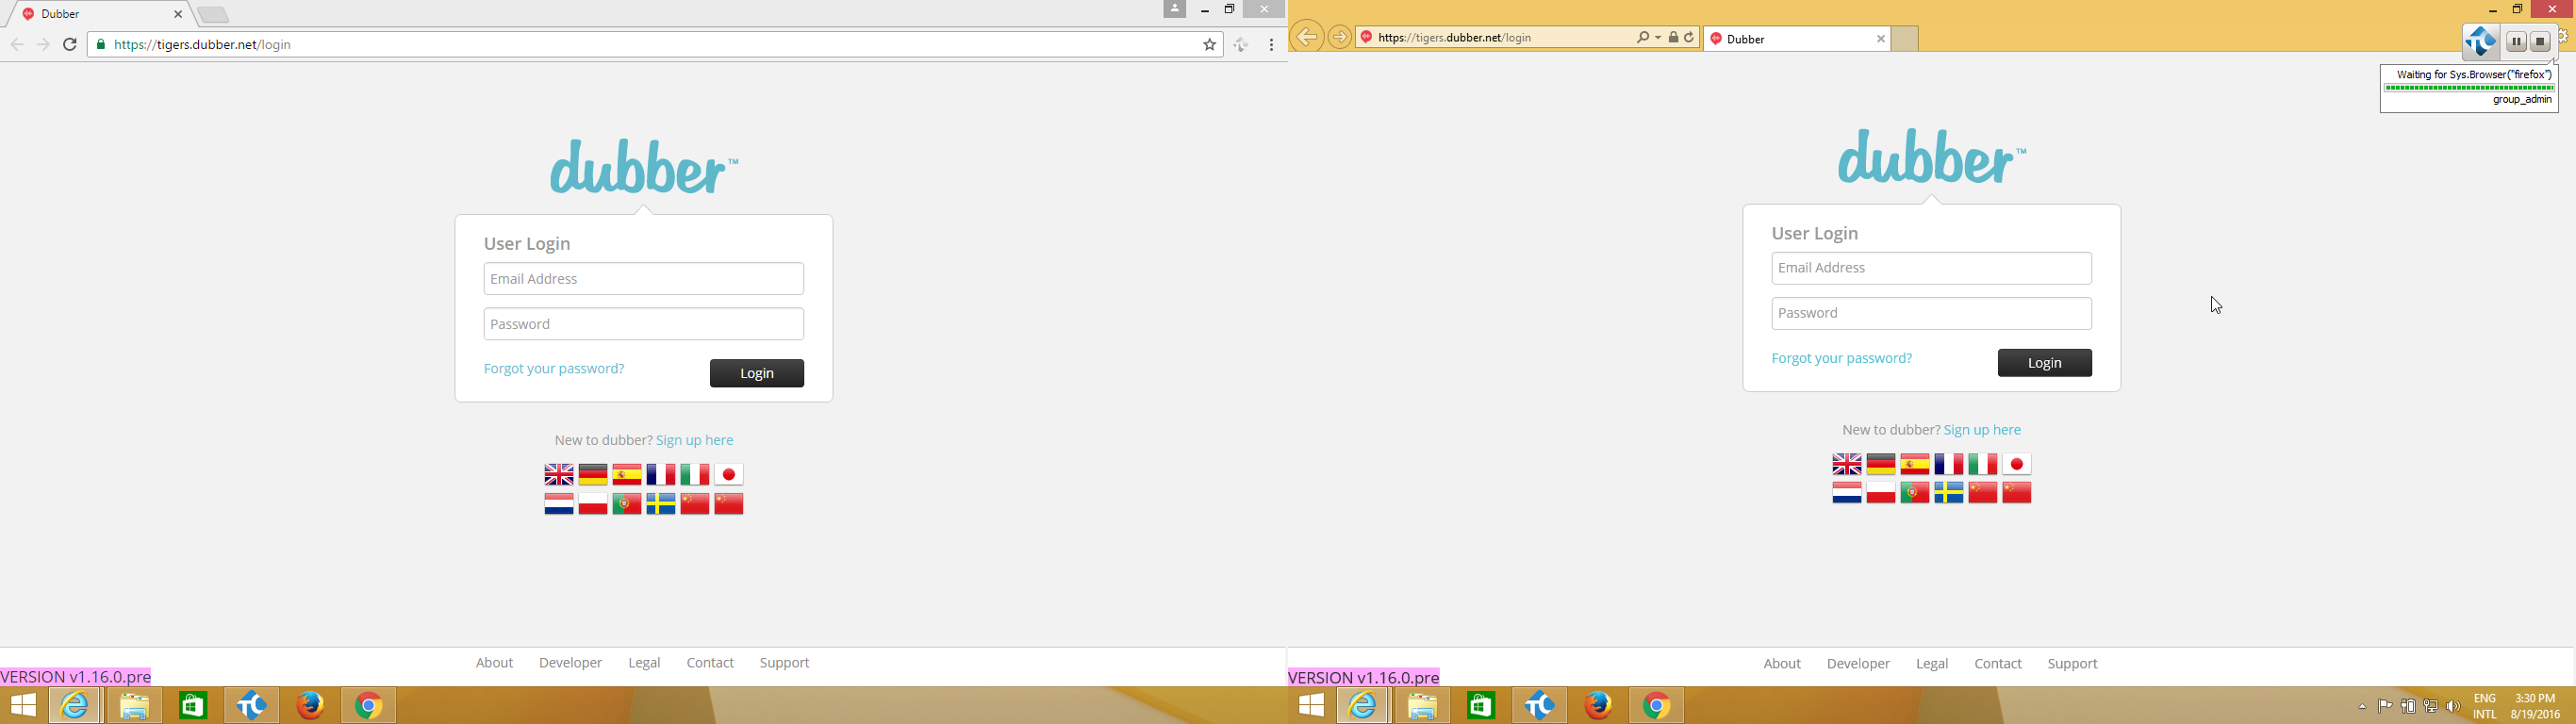 Dubber
https://tigers.dubber.net/login
dubber™
User Login
Email Address
Password
Forgot your password?
Login
New to dubber? Sign up here
About Developer Legal Contact Support
VERSION v1.16.0.pre
https://tigers.dubber.net/login
Dubber
TC
Waiting for Sys.Browser("firefox")
group_admin
dubber™
User Login
Email Address
Password
Forgot your password?
Login
New to dubber? Sign up here
About Developer Legal Contact Support
VERSION v1.16.0.pre
ENG
INTL
3:30 PM
8/19/2016